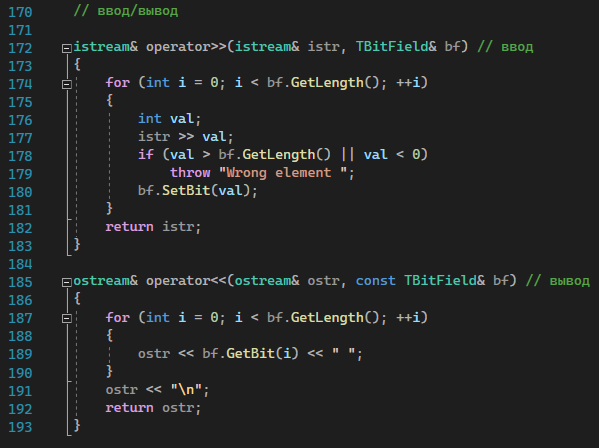 170 // ввод/вывод
171
172 istream& operator>>(istream& istr, TBitField& bf) // ввод
173 {
174 for (int i = 0; i < bf.GetLength(); ++i)
175 {
176 int val;
177 istr >> val;
178 if (val > bf.GetLength() || val < 0)
179 throw "Wrong element ";
180 bf.SetBit(val);
181 }
182 return istr;
183 }
184
185 ostream& operator<<(ostream& ostr, const TBitField& bf) // вывод
186 {
187 for (int i = 0; i < bf.GetLength(); ++i)
188 {
189 ostr << bf.GetBit(i) << " ";
190 }
191 ostr << "\n";
192 return ostr;
193 }